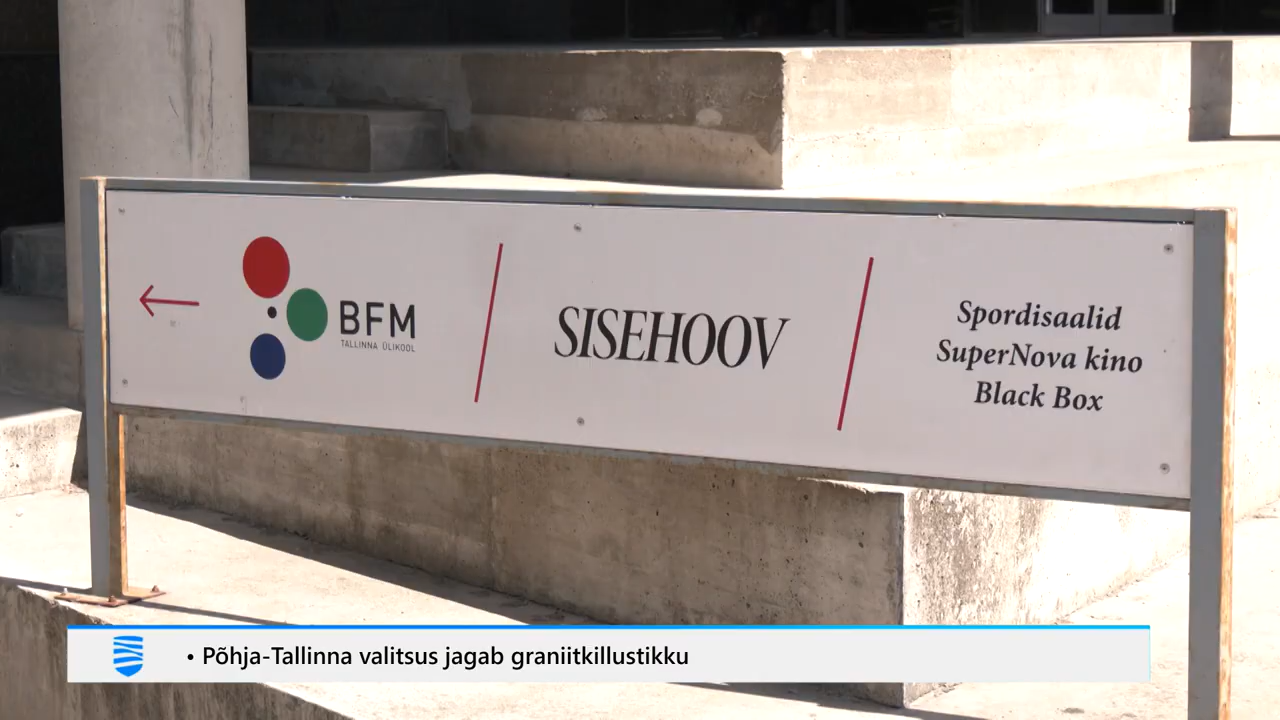 BFM
TALLINNA ÜLIKOOL
SISEHOOV
Spordisaalid
SuperNova kino
Black Box
• Põhja-Tallinna valitsus jagab graniitkillustikku